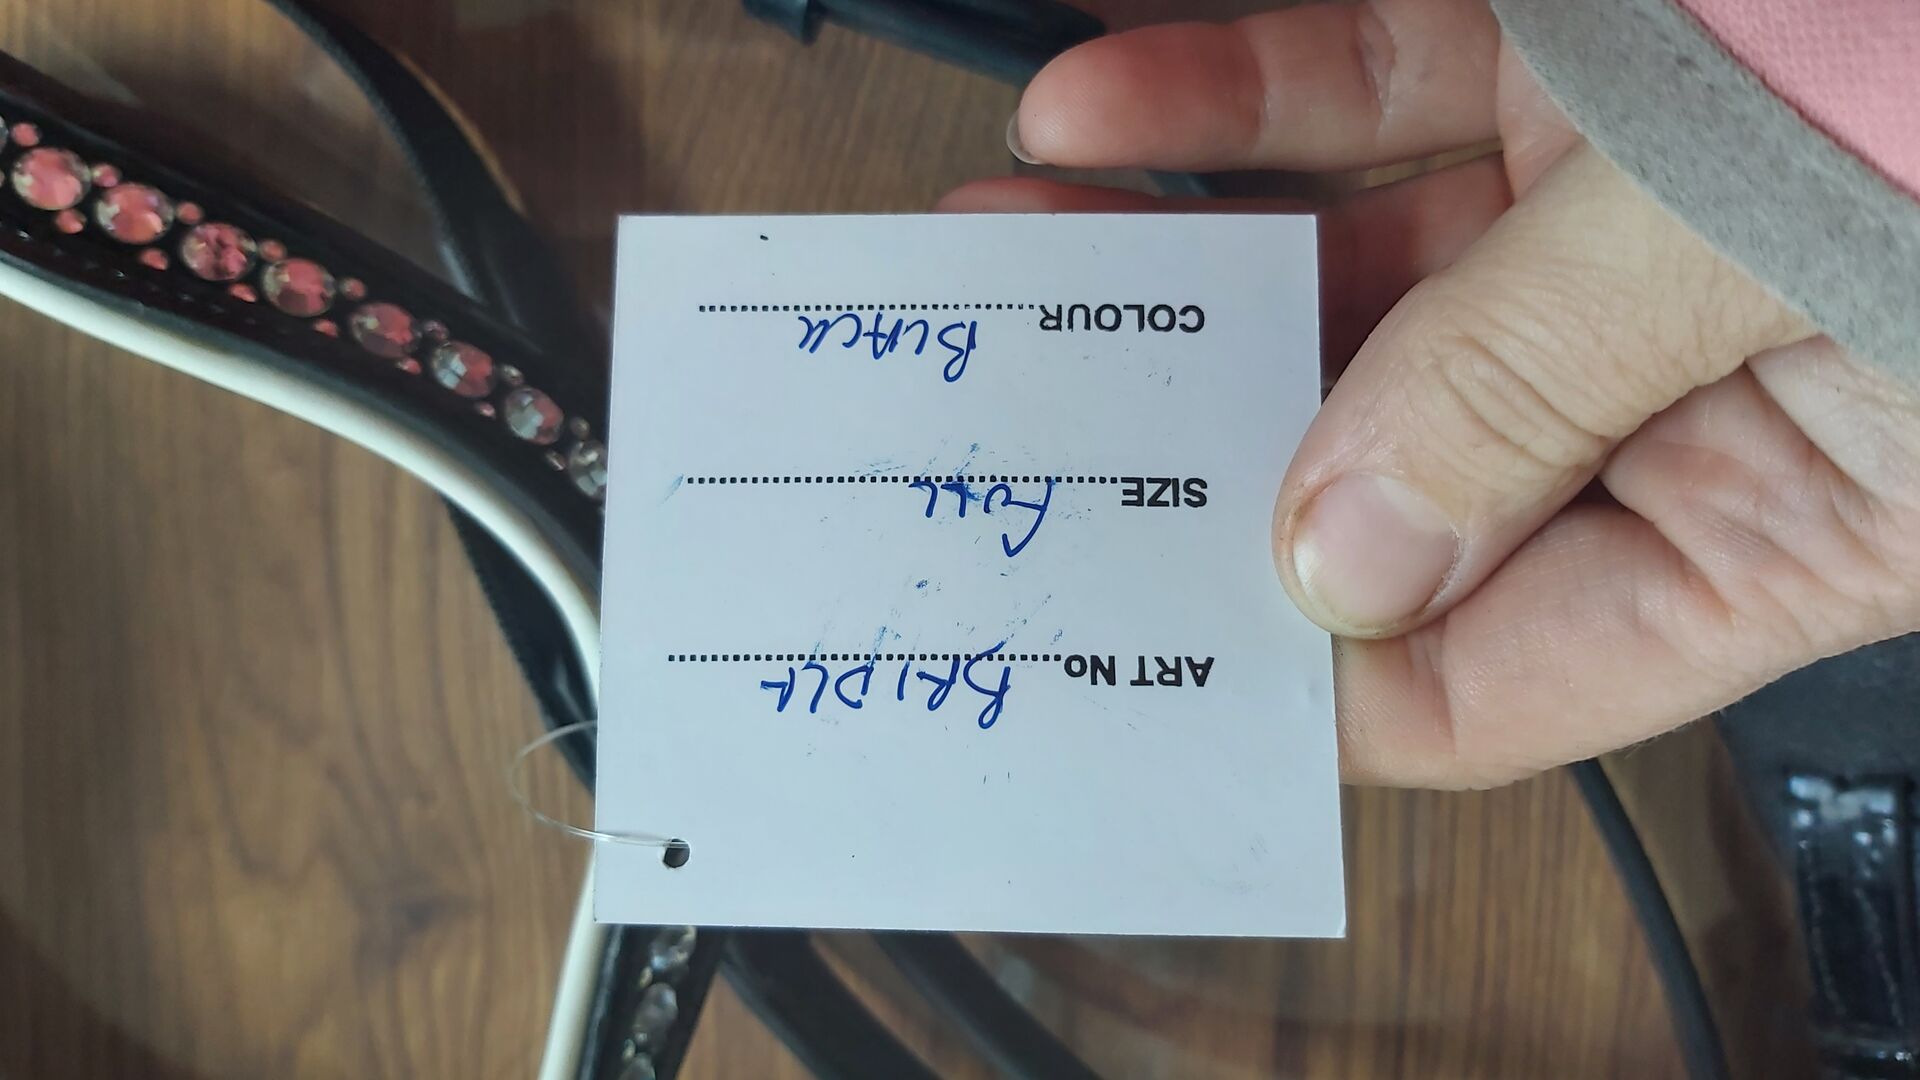 ART No BRIDLE
SIZE FULL
COLOUR BLACK